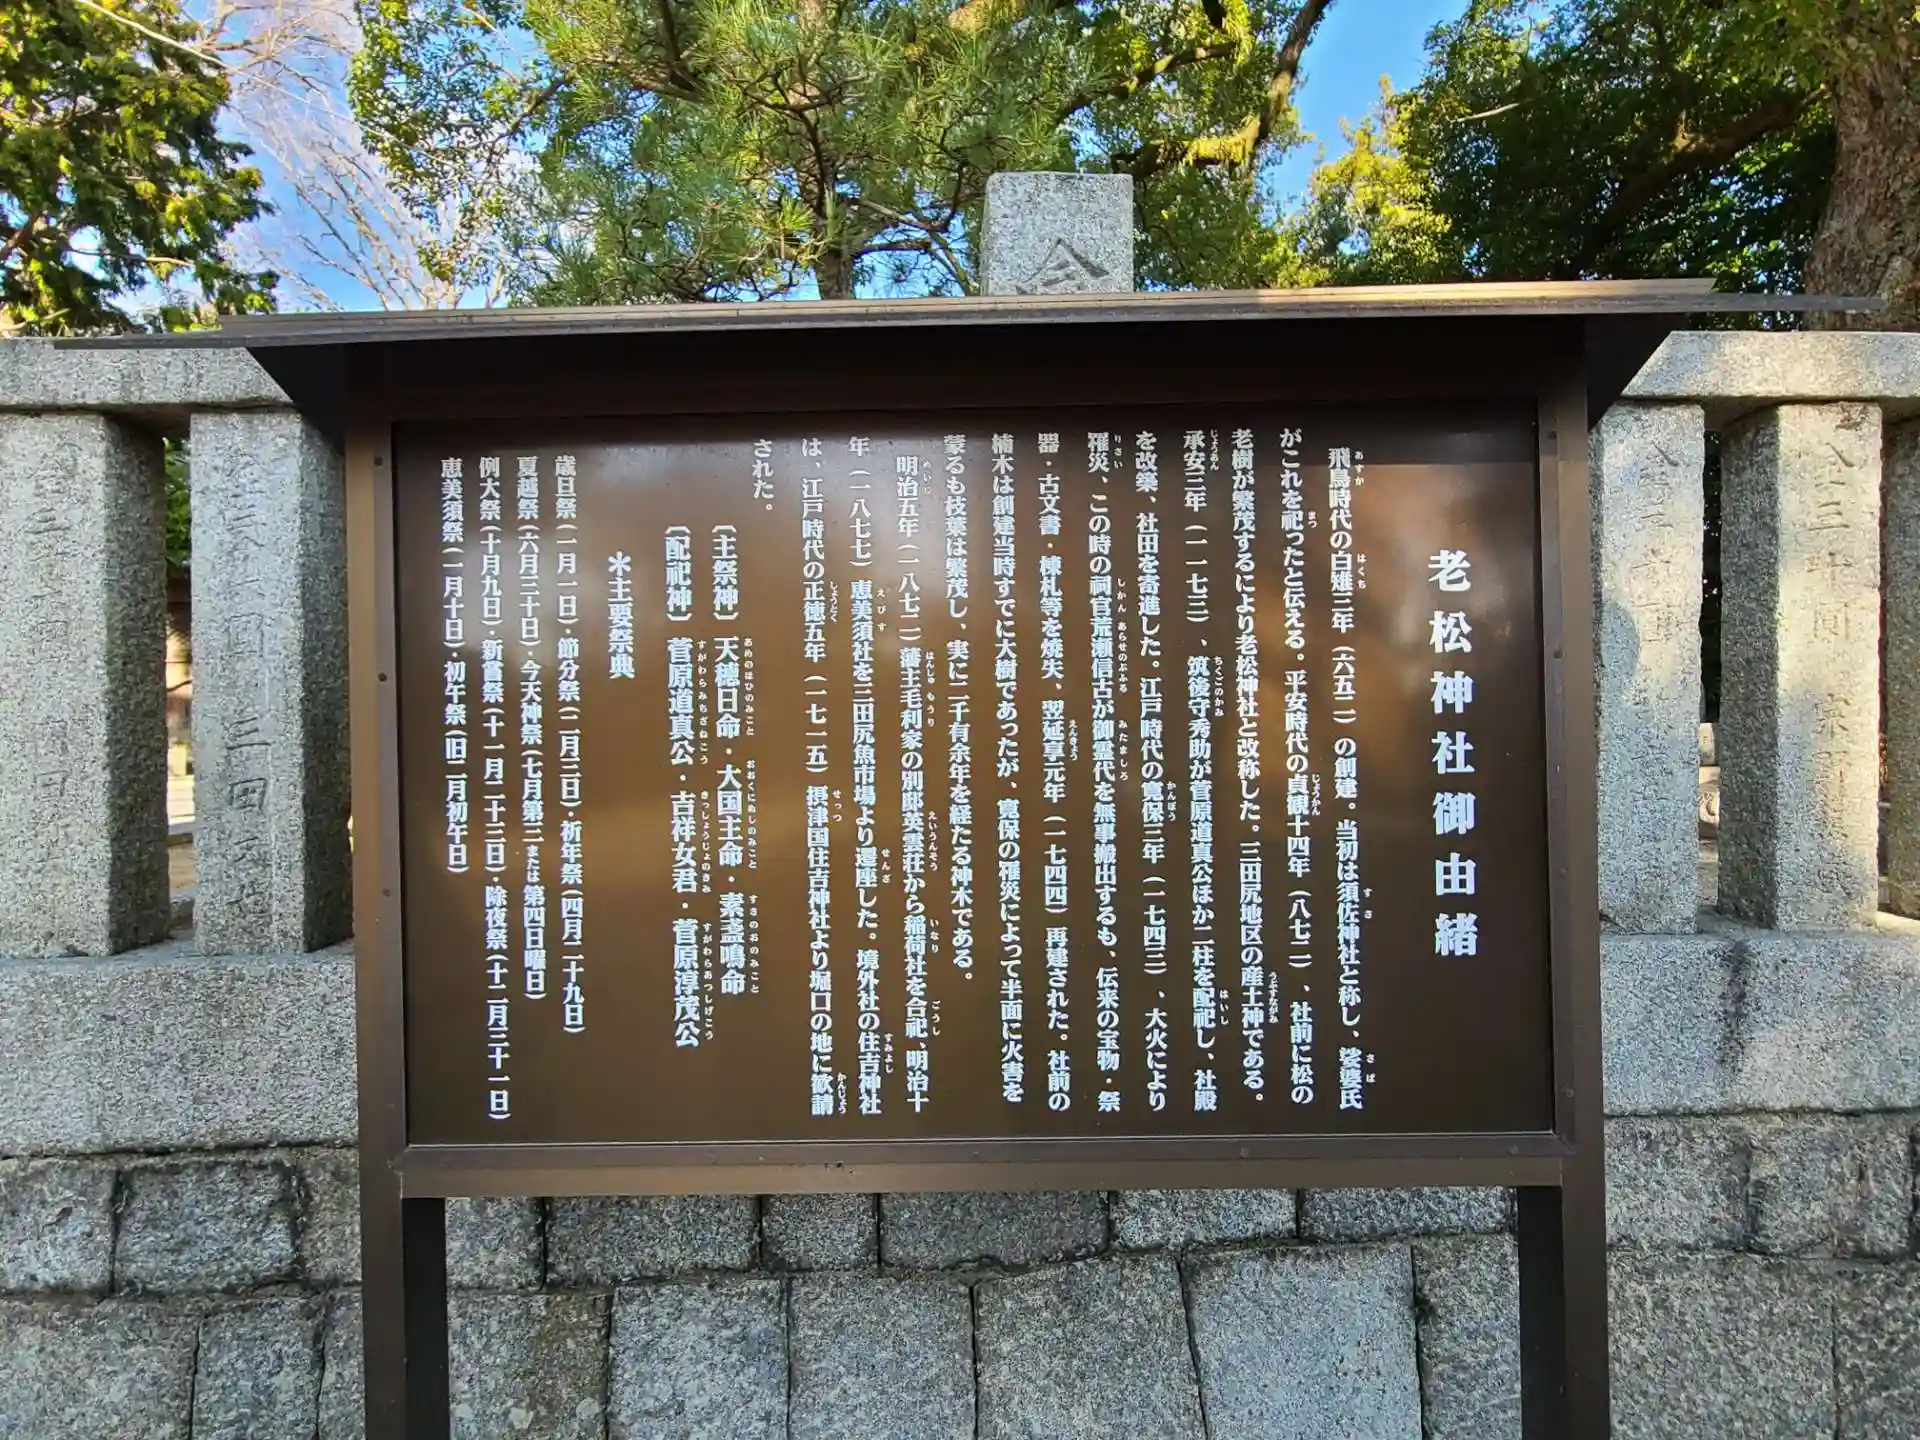 老松神社御由緒
飛鳥時代の白雉三年（六五二）の創建。当初は須佐神社と称し、娑婆氏
がこれを祀ったと伝える。平安時代の貞観十四年（八七二）、社前に松の
老樹が繁茂するにより老松神社と改称した。三田尻地区の産土神である。
承安三年（一一七三）、筑後守秀助が菅原道真公ほか二柱を配祀し、社殿
を改築、社田を寄進した。江戸時代の寛保三年（一七四三）、大火により
罹災、この時の祠官荒瀬信古が御霊代を無事搬出するも、伝来の宝物・祭
器・古文書・棟札等を焼失、翌延享元年（一七四四）再建された。社前の
楠木は創建当時すでに大樹であったが、寛保の罹災によって半面に火害を
蒙るも枝葉は繁茂し、実に二千有余年を経たる神木である。
明治五年（一八七二）藩主毛利家の別邸英雲荘から稲荷社を合祀、明治十
年（一八七七）恵美須社を三田尻魚市場より遷座した。境外社の住吉神社
は、江戸時代の正徳五年（一七一五）摂津国住吉神社より堀口の地に歓請
された。
〔主祭神〕天穂日命・大国主命・素盞鳴命
〔配祀神〕菅原道真公・吉祥女君・菅原淳茂公
＊主要祭典
歳旦祭（一月一日）・節分祭（二月三日）・祈年祭（四月二十九日）
夏越祭（六月三十日）・今天神祭（七月第三または第四日曜日）
例大祭（十月九日）・新嘗祭（十一月二十三日）・除夜祭（十二月三十一日）
恵美須祭（一月十日）・初午祭（旧二月初午日）